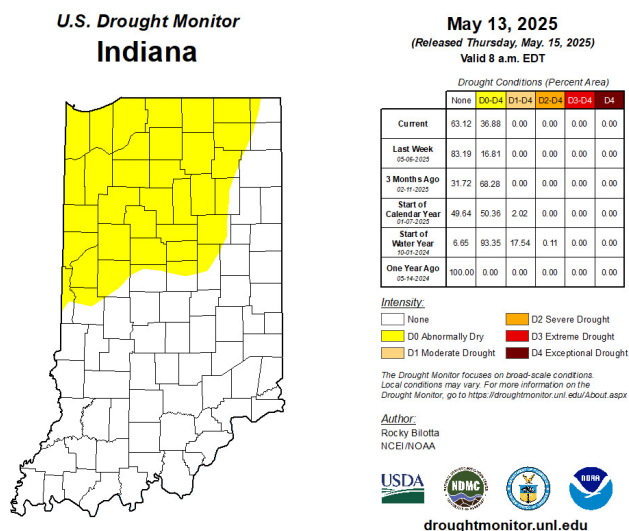 U.S. Drought Monitor
Indiana
May 13, 2025
(Released Thursday, May. 15, 2025)
Valid 8 a.m. EDT
Drought Conditions (Percent Area)
None D0-D4 D1-D4 D2-D4 D3-D4 D4
Current 63.12 36.88 0.00 0.00 0.00 0.00
Last Week
05-06-2025
83.19 16.81 0.00 0.00 0.00 0.00
3 Months Ago
02-11-2025
31.72 68.28 0.00 0.00 0.00 0.00
Start of
Calendar Year
01-07-2025
49.64 50.36 2.02 0.00 0.00 0.00
Start of
Water Year
10-01-2024
6.65 93.35 17.54 0.11 0.00 0.00
One Year Ago
05-14-2024
100.00 0.00 0.00 0.00 0.00 0.00
Intensity:
None
D0 Abnormally Dry
D1 Moderate Drought
D2 Severe Drought
D3 Extreme Drought
D4 Exceptional Drought
The Drought Monitor focuses on broad-scale conditions.
Local conditions may vary. For more information on the
Drought Monitor, go to https://droughtmonitor.unl.edu/About.aspx
Author:
Rocky Bilotta
NCEI/NOAA
USDA
NDMC
NOAA
droughtmonitor.unl.edu